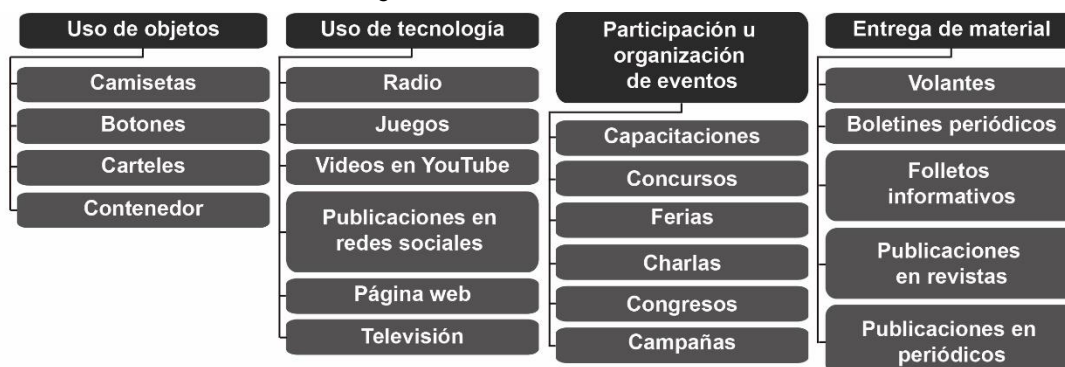 Uso de objetos
Camisetas
Botones
Carteles
Contenedor
Uso de tecnología
Radio
Juegos
Videos en YouTube
Publicaciones en
redes sociales
Página web
Televisión
Participación u
organización
de eventos
Capacitaciones
Concursos
Ferias
Charlas
Congresos
Campañas
Entrega de material
Volantes
Boletines periódicos
Folletos
informativos
Publicaciones
en revistas
Publicaciones en
periódicos